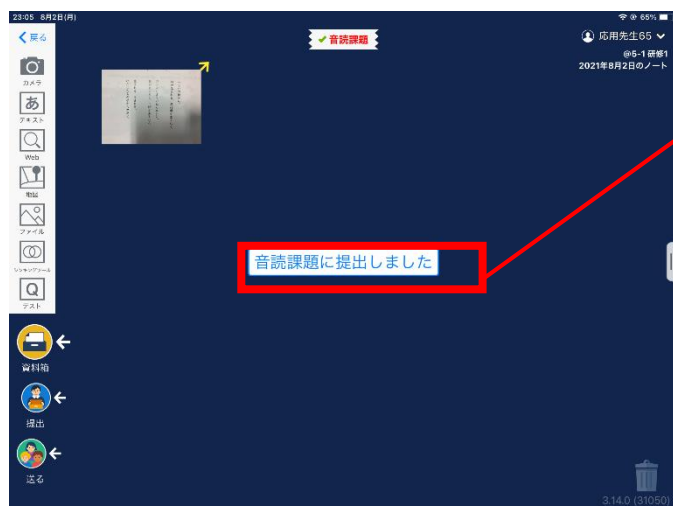 23:05 8月2日(月)
65%
戻る
音読課題
応用先生65
@5-1 研修1
2021年8月2日のノート
カメラ
あ
テキスト
Web
地図
ファイル
シンキングツール
Q
テスト
音読課題に提出しました
資料箱
提出
送る
3.14.0 (31050)